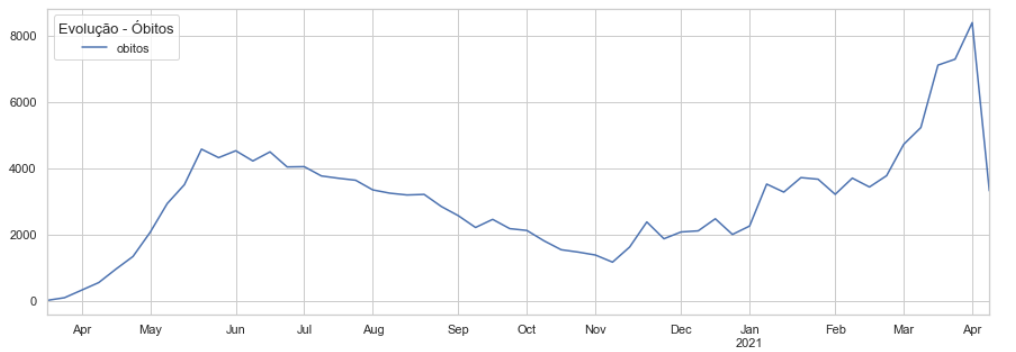 Evolução - Óbitos
obitos
8000
6000
4000
2000
0
Apr May Jun Jul Aug Sep Oct Nov Dec Jan Feb Mar Apr
2021